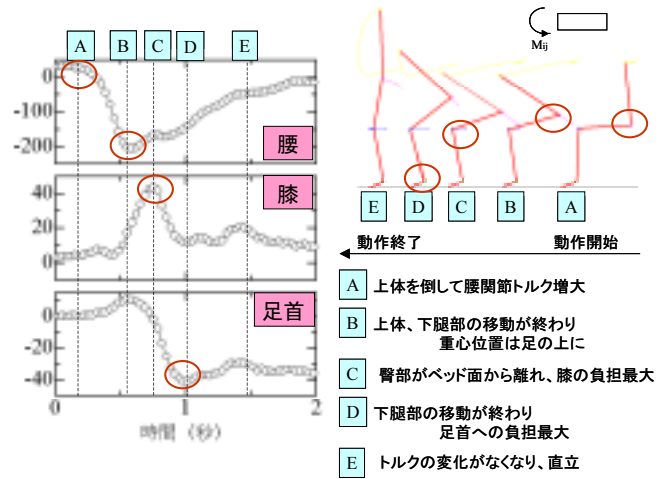 A B C D E
0
-100
-200
腰
40
20
0
膝
0
-20
-40
足首
0 1 2
時間 (秒)
Mij
E D C B A
動作終了 動作開始
A 上体を倒して腰関節トルク増大
B 上体、下腿部の移動が終わり
重心位置は足の上に
C 臀部がベッド面から離れ、膝の負担最大
D 下腿部の移動が終わり
足首への負担最大
E トルクの変化がなくなり、直立